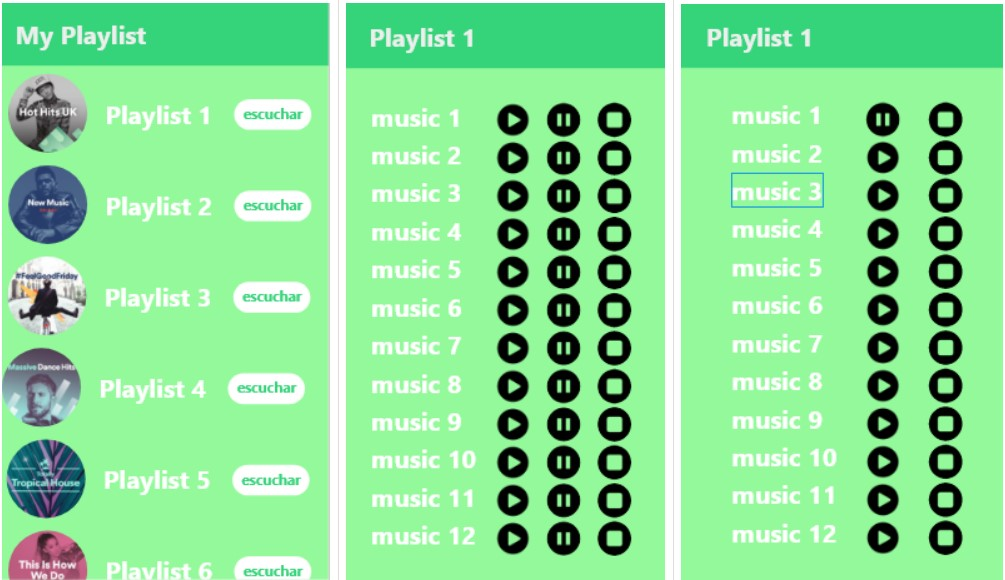 My Playlist
Hot Hits UK
Playlist 1
escuchar
New Music
Playlist 2
escuchar
#FeelGoodFriday
Playlist 3
escuchar
Massive Dance Hits
Playlist 4
escuchar
Tropical House
Playlist 5
escuchar
This Is How
We Do
Playlist 6
escuchar
Playlist 1
music 1
music 2
music 3
music 4
music 5
music 6
music 7
music 8
music 9
music 10
music 11
music 12
Playlist 1
music 1
music 2
music 3
music 4
music 5
music 6
music 7
music 8
music 9
music 10
music 11
music 12